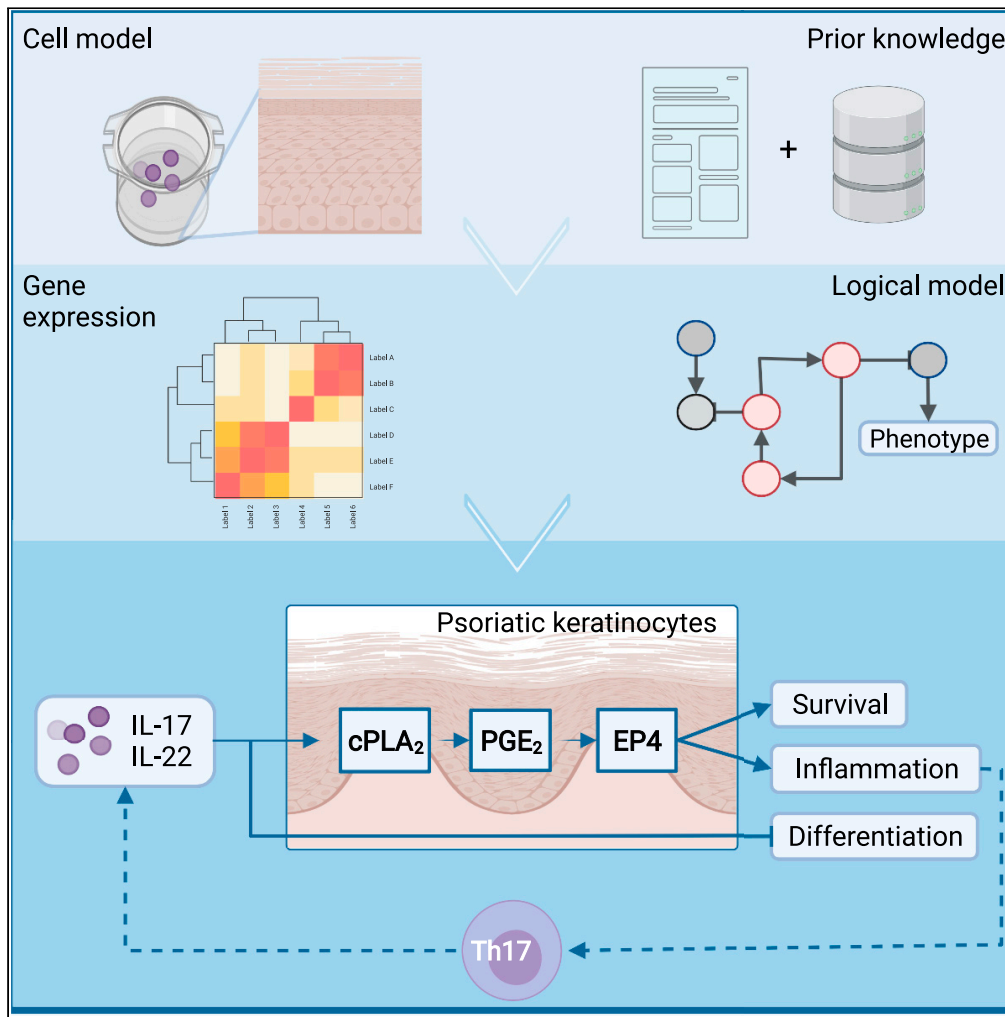 Cell model
Prior knowledge
+
Gene
expression
Label A
Label B
Label C
Label D
Label E
Label F
Label 1
Label 2
Label 3
Label 4
Label 5
Label 6
Logical model
Phenotype
Psoriatic keratinocytes
IL-17
IL-22
cPLA₂
PGE₂
EP4
Survival
Inflammation
Differentiation
Th17